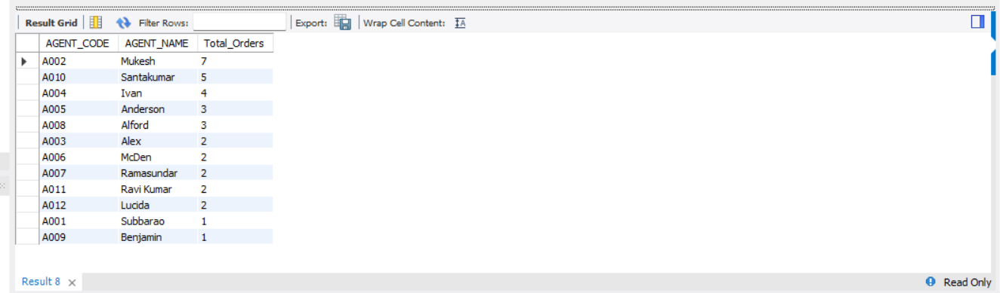 Result Grid Filter Rows: Export: Wrap Cell Content: IA
AGENT_CODE AGENT_NAME Total_Orders
A002 Mukesh 7
A010 Santakumar 5
A004 Ivan 4
A005 Anderson 3
A008 Alford 3
A003 Alex 2
A006 McDen 2
A007 Ramasundar 2
A011 Ravi Kumar 2
A012 Lucida 2
A001 Subbarao 1
A009 Benjamin 1
Result 8 × Read Only